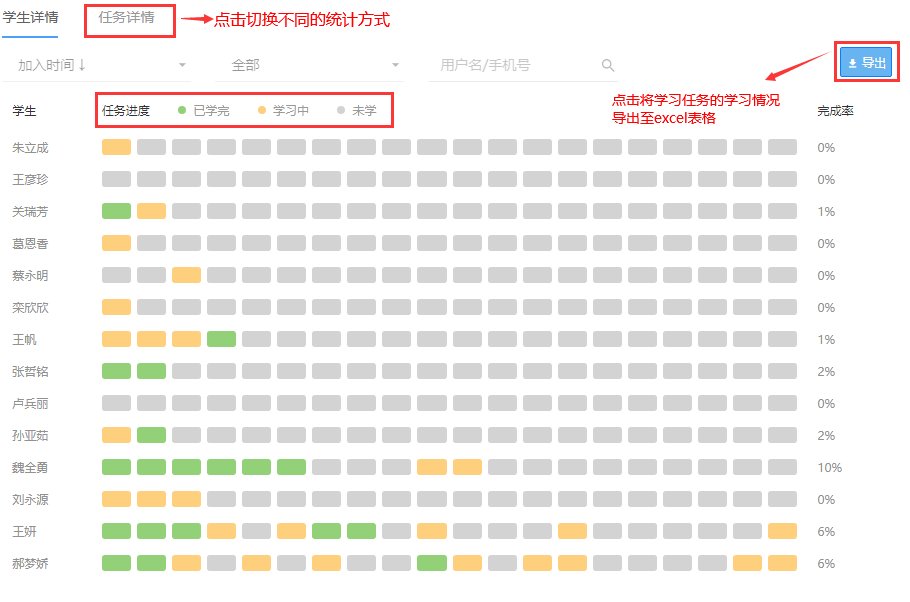 学生详情
任务详情
点击切换不同的统计方式
加入时间↓
全部
用户名/手机号
导出
点击将学习任务的学习情况
导出至excel表格
学生
任务进度
已学完
学习中
未学
完成率
朱立成 0%
王彦珍 0%
关瑞芳 1%
葛恩香 0%
蔡永明 0%
栾欣欣 0%
王帆 1%
张哲铭 2%
卢兵丽 0%
孙亚茹 2%
魏全勇 10%
刘永源 0%
王妍 6%
郝梦娇 6%